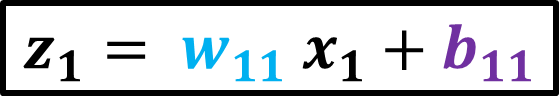 z₁ = w₁₁ x₁ + b₁₁